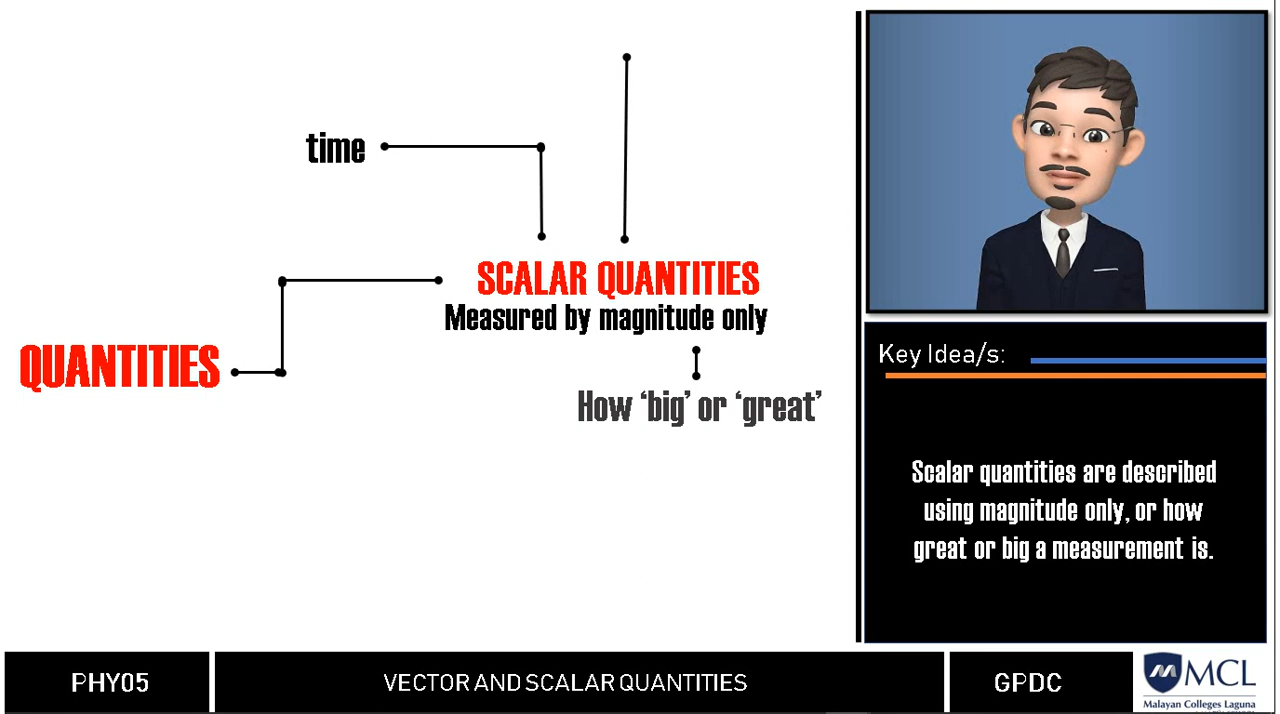 time
SCALAR QUANTITIES
Measured by magnitude only
QUANTITIES
How ‘big’ or ‘great’
Key Idea/s:
Scalar quantities are described
using magnitude only, or how
great or big a measurement is.
PHY05
VECTOR AND SCALAR QUANTITIES
GPDC
MCL
Malayan Colleges Laguna